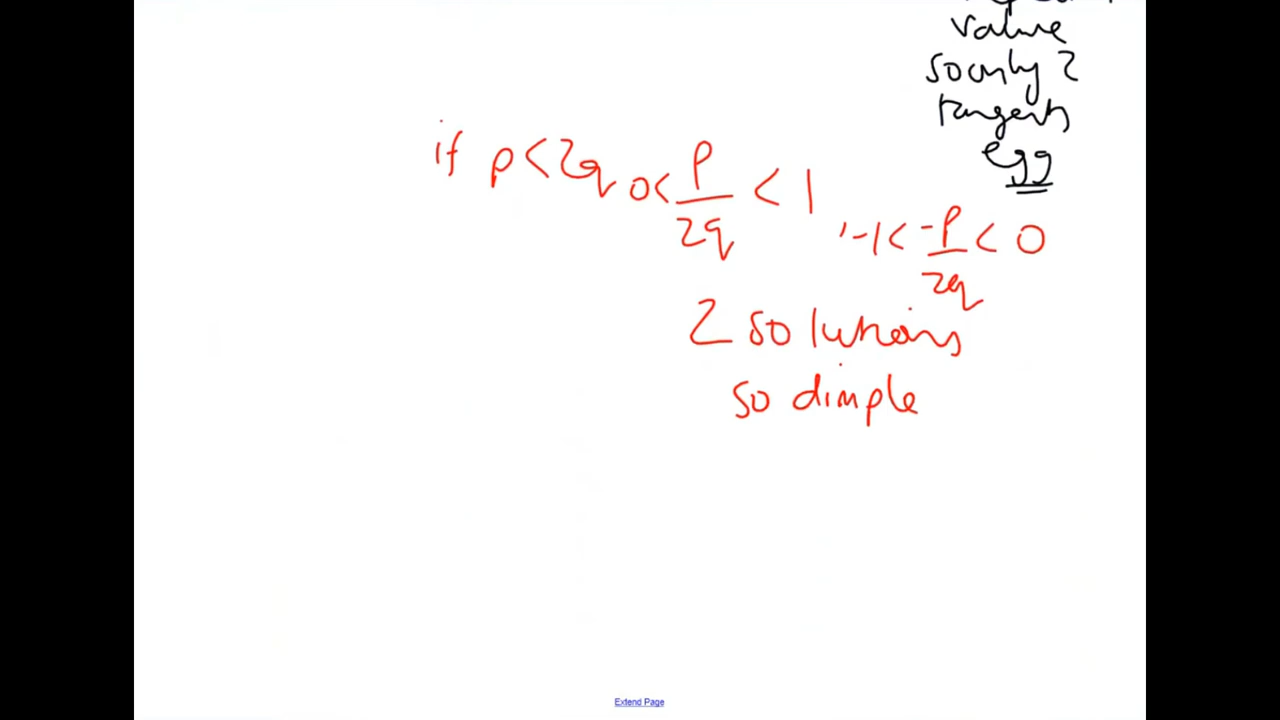 value
so only 2
tangents
egg
if p < 2q 0 < p/2q < 1
-1 < -p/2q < 0
2 solutions
so dimple
Extend Page